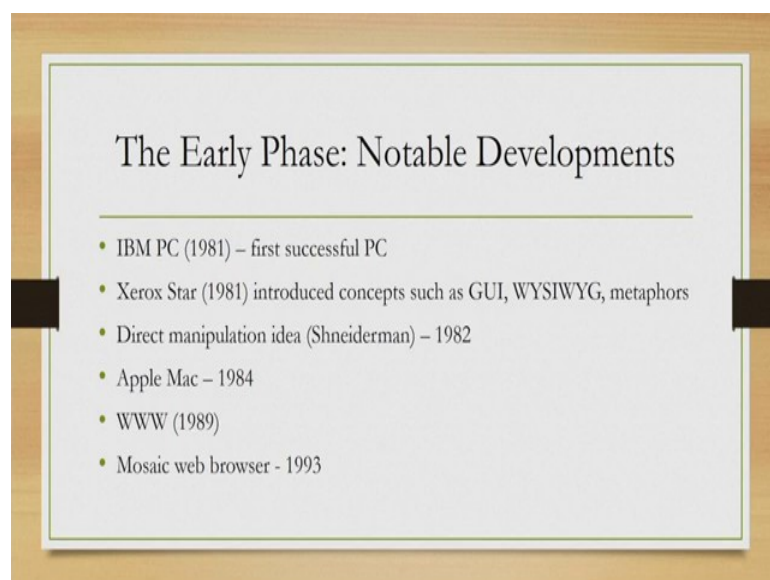 The Early Phase: Notable Developments
• IBM PC (1981) – first successful PC
• Xerox Star (1981) introduced concepts such as GUI, WYSIWYG, metaphors
• Direct manipulation idea (Shneiderman) – 1982
• Apple Mac – 1984
• WWW (1989)
• Mosaic web browser - 1993